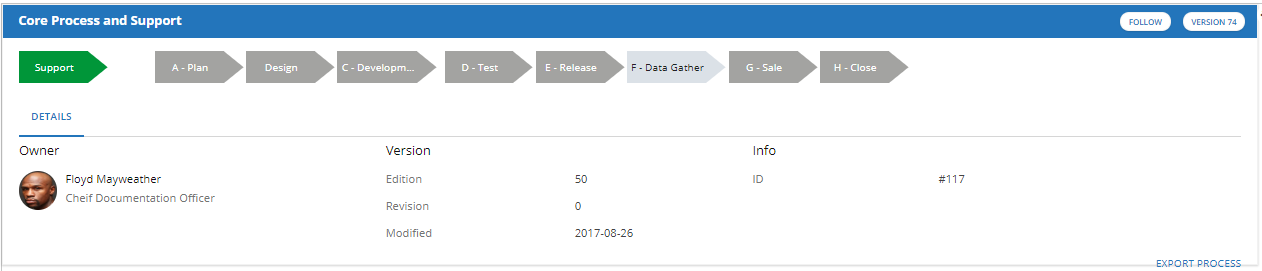 Core Process and Support FOLLOW VERSION 74
Support A - Plan Design C - Developm... D - Test E - Release F - Data Gather G - Sale H - Close
DETAILS
Owner Version Info
Floyd Mayweather Edition 50 ID #117
Cheif Documentation Officer
Revision 0
Modified 2017-08-26
EXPORT PROCESS